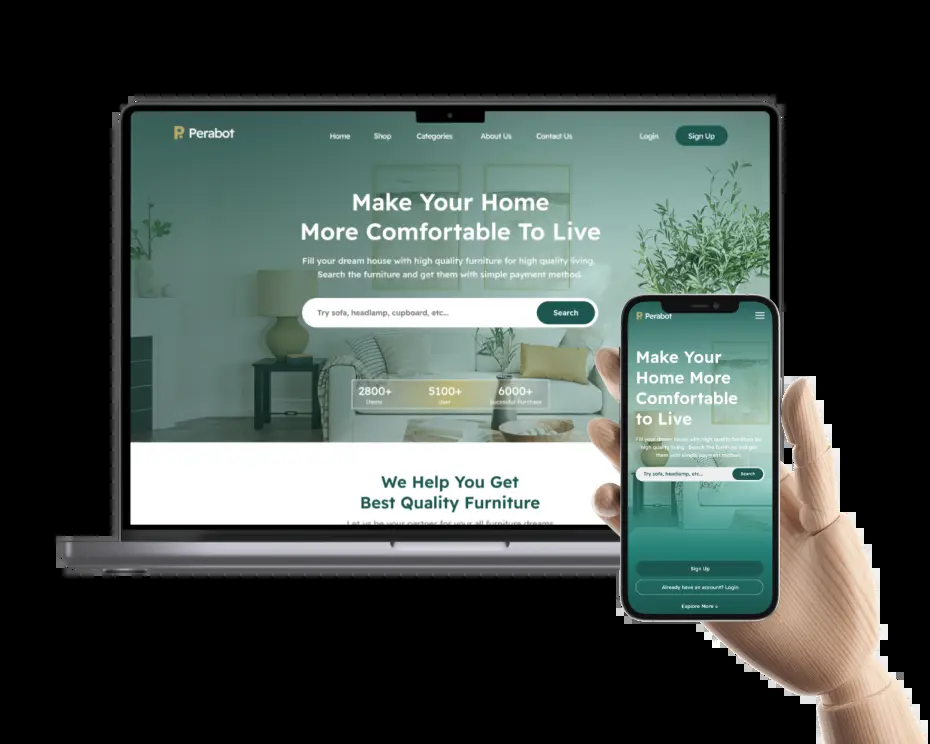 Perabot
Home Shop Categories About Us Contact Us Login Sign Up
Make Your Home
More Comfortable To Live
Fill your dream house with high quality furniture for high quality living.
Search the furniture and get them with simple payment method.
Try sofa, headlamp, cupboard, etc... Search
2800+ 5100+ 6000+
Items User Successful Purchase
We Help You Get
Best Quality Furniture
Let us be your partner for your all furniture dreams
Perabot
Make Your
Home More
Comfortable
to Live
Fill your dream house with high quality furniture for
high quality living. Search the furniture and get
them with simple payment method.
Try sofa, headlamp, etc... Search
Sign Up
Already have an account? Login
Explore More